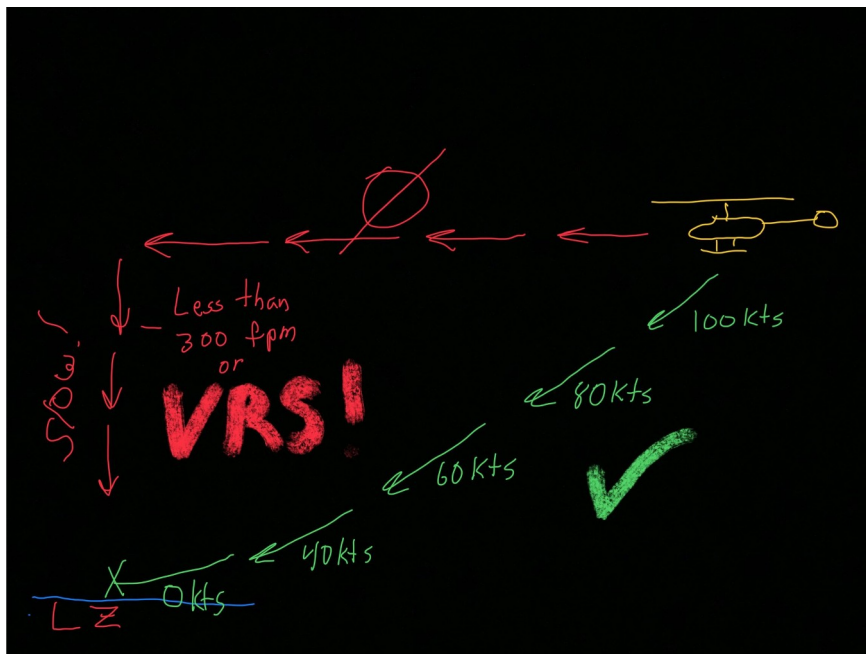 100kts
Less than
300 fpm
or
VRS!
Slow!
80kts
60kts
40kts
0kts
X
LZ